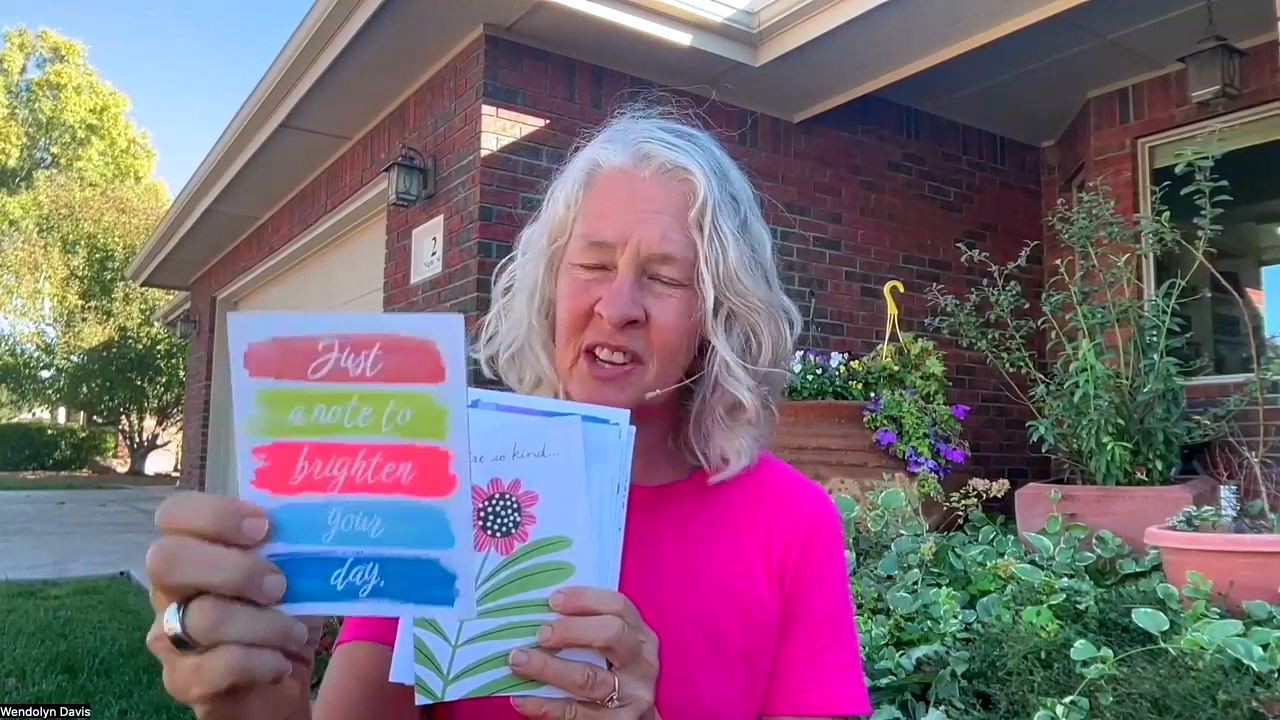 Just
a note to
brighten
your
day.
re so kind...
2
Wendolyn Davis